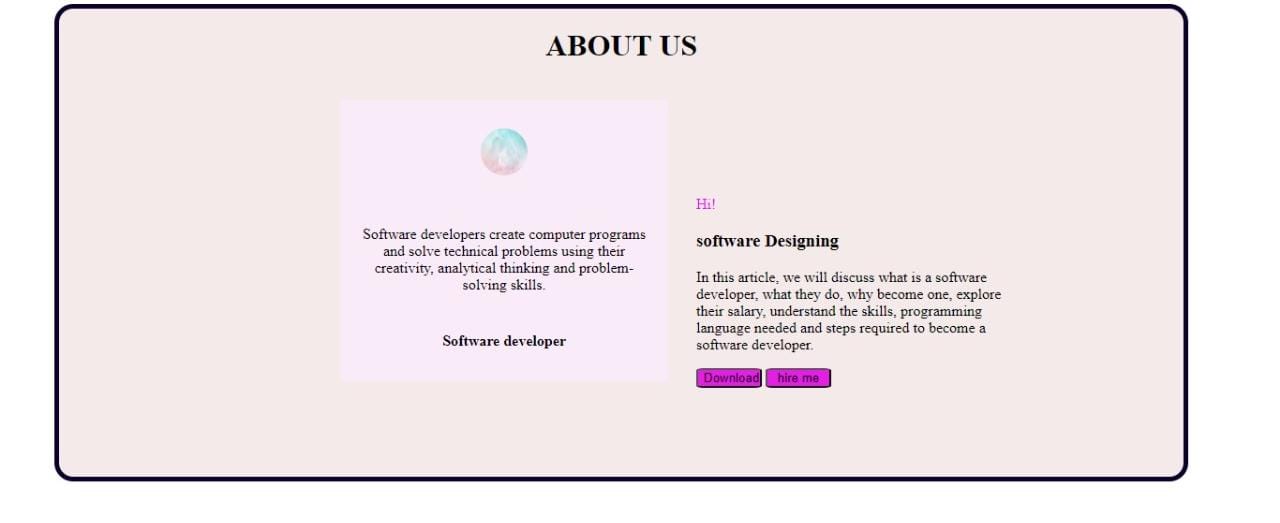 ABOUT US
Software developers create computer programs
and solve technical problems using their
creativity, analytical thinking and problem-
solving skills.
Software developer
Hi!
software Designing
In this article, we will discuss what is a software
developer, what they do, why become one, explore
their salary, understand the skills, programming
language needed and steps required to become a
software developer.
Download hire me